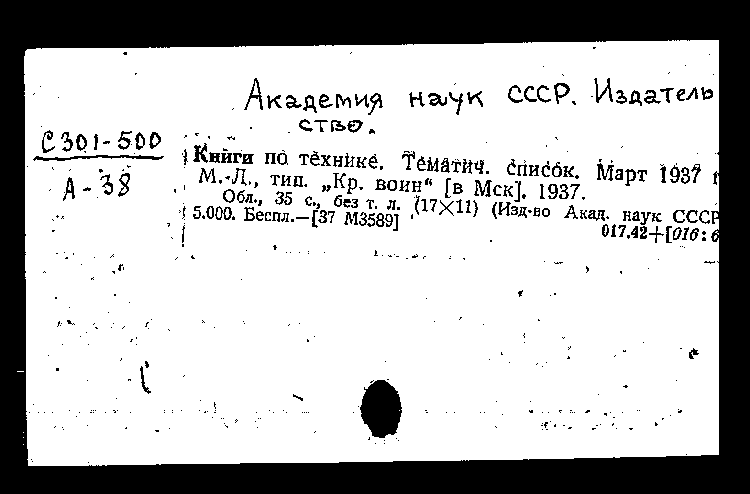 Академия наук СССР. Издатель
ство.
С301-500
А-38
Книги по технике. Тематич. список. Март 1937 г
М.-Л., тип. „Кр. воин“ [в Мск]. 1937.
Обл., 35 с., без т. л. (17×11) (Изд-во Акад. наук СССР
5.000. Беспл.—[37 М3589]
017.42+[016:6